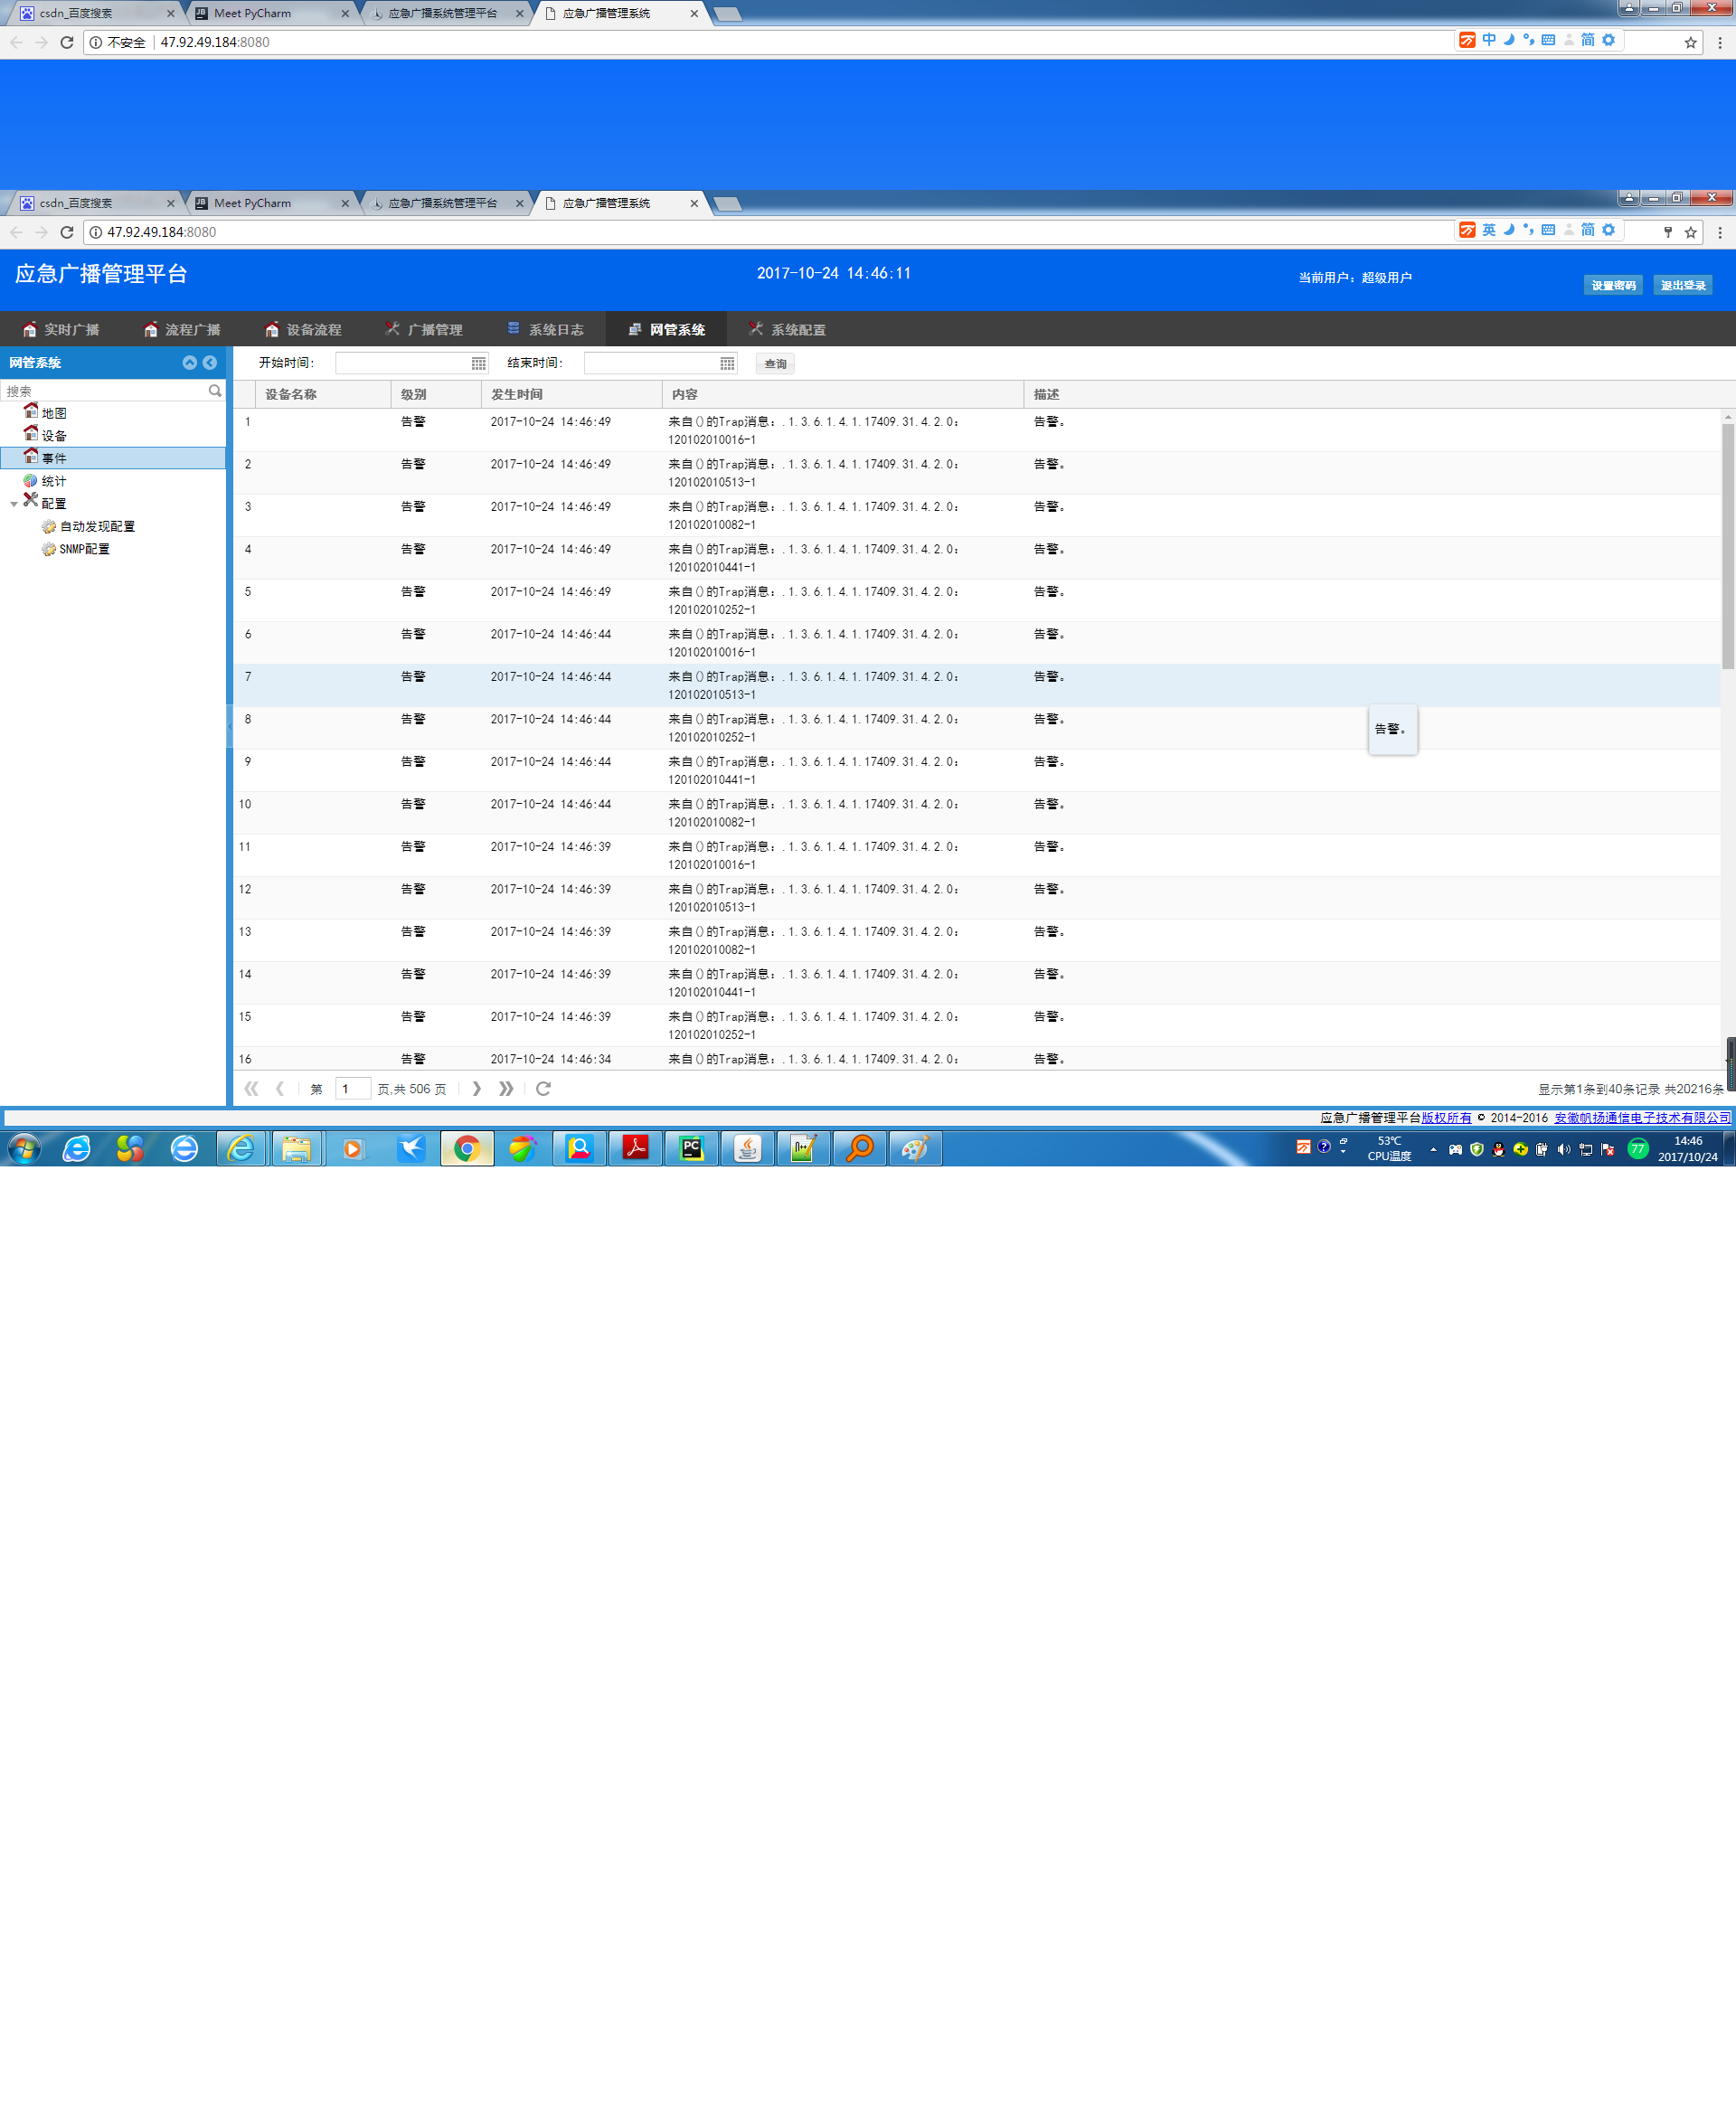 csdn_百度搜索 Meet PyCharm 应急广播系统管理平台 应急广播管理系统
不安全 47.92.49.184:8080 中 简
csdn_百度搜索 Meet PyCharm 应急广播系统管理平台 应急广播管理系统
47.92.49.184:8080 英 简
应急广播管理平台 2017-10-24 14:46:11 当前用户：超级用户 设置密码 退出登录
实时广播 流程广播 设备流程 广播管理 系统日志 网管系统 系统配置
网管系统 开始时间： 结束时间： 查询
搜索
设备名称 级别 发生时间 内容 描述
地图
设备
事件
统计
配置
自动发现配置
SNMP配置
1 告警 2017-10-24 14:46:49 来自()的Trap消息：.1.3.6.1.4.1.17409.31.4.2.0： 告警。
120102010016-1
2 告警 2017-10-24 14:46:49 来自()的Trap消息：.1.3.6.1.4.1.17409.31.4.2.0： 告警。
120102010513-1
3 告警 2017-10-24 14:46:49 来自()的Trap消息：.1.3.6.1.4.1.17409.31.4.2.0： 告警。
120102010082-1
4 告警 2017-10-24 14:46:49 来自()的Trap消息：.1.3.6.1.4.1.17409.31.4.2.0： 告警。
120102010441-1
5 告警 2017-10-24 14:46:49 来自()的Trap消息：.1.3.6.1.4.1.17409.31.4.2.0： 告警。
120102010252-1
6 告警 2017-10-24 14:46:44 来自()的Trap消息：.1.3.6.1.4.1.17409.31.4.2.0： 告警。
120102010016-1
7 告警 2017-10-24 14:46:44 来自()的Trap消息：.1.3.6.1.4.1.17409.31.4.2.0： 告警。
120102010513-1
8 告警 2017-10-24 14:46:44 来自()的Trap消息：.1.3.6.1.4.1.17409.31.4.2.0： 告警。
告警。
120102010252-1
9 告警 2017-10-24 14:46:44 来自()的Trap消息：.1.3.6.1.4.1.17409.31.4.2.0： 告警。
120102010441-1
10 告警 2017-10-24 14:46:44 来自()的Trap消息：.1.3.6.1.4.1.17409.31.4.2.0： 告警。
120102010082-1
11 告警 2017-10-24 14:46:39 来自()的Trap消息：.1.3.6.1.4.1.17409.31.4.2.0： 告警。
120102010016-1
12 告警 2017-10-24 14:46:39 来自()的Trap消息：.1.3.6.1.4.1.17409.31.4.2.0： 告警。
120102010513-1
13 告警 2017-10-24 14:46:39 来自()的Trap消息：.1.3.6.1.4.1.17409.31.4.2.0： 告警。
120102010082-1
14 告警 2017-10-24 14:46:39 来自()的Trap消息：.1.3.6.1.4.1.17409.31.4.2.0： 告警。
120102010441-1
15 告警 2017-10-24 14:46:39 来自()的Trap消息：.1.3.6.1.4.1.17409.31.4.2.0： 告警。
120102010252-1
16 告警 2017-10-24 14:46:34 来自()的Trap消息：.1.3.6.1.4.1.17409.31.4.2.0： 告警。
第 1 页,共 506 页 显示第1条到40条记录 共20216条
应急广播管理平台版权所有 © 2014-2016 安徽帆扬通信电子技术有限公司
53℃ 14:46
CPU温度 77 2017/10/24